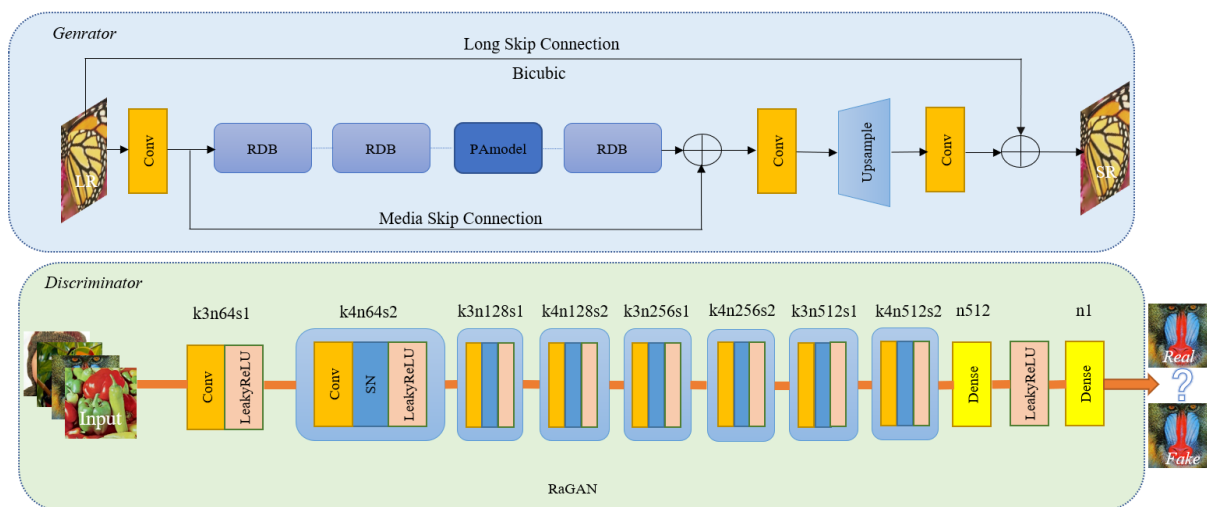 Genrator
Long Skip Connection
Bicubic
LR
Conv
RDB
RDB
PAmodel
RDB
Conv
Upsample
Conv
SR
Media Skip Connection
Discriminator
k3n64s1
k4n64s2
k3n128s1
k4n128s2
k3n256s1
k4n256s2
k3n512s1
k4n512s2
n512
n1
Input
Conv
LeakyReLU
Conv
SN
LeakyReLU
Dense
LeakyReLU
Dense
Real
?
Fake
RaGAN